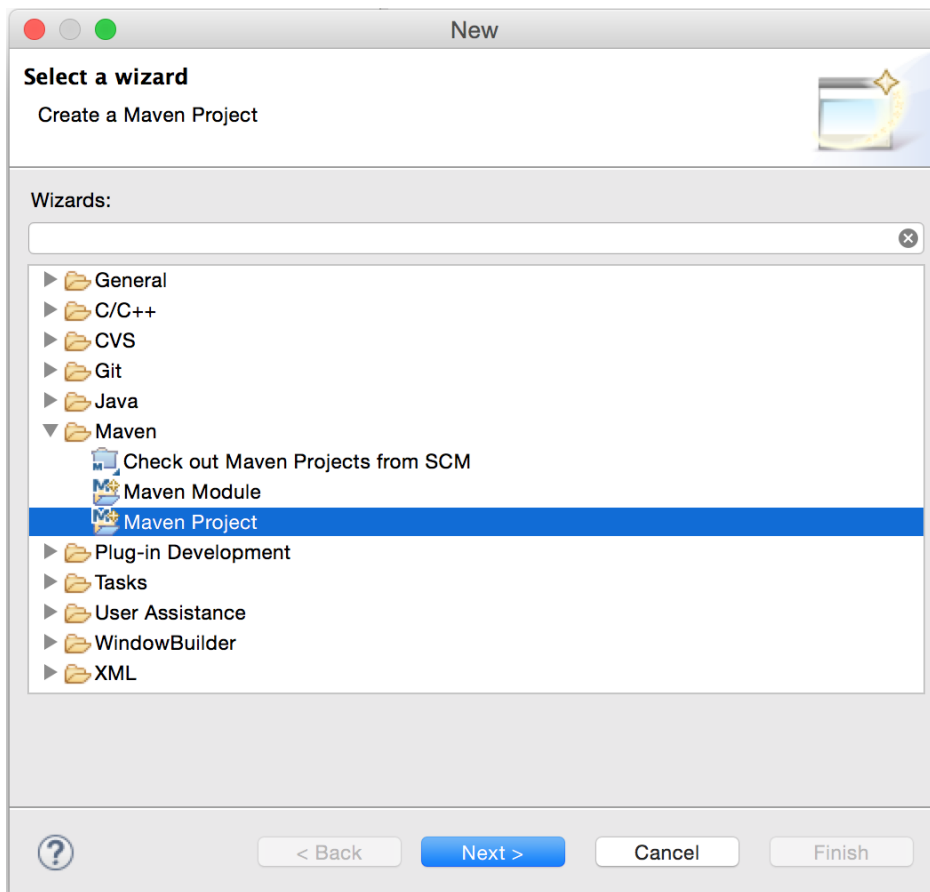 New
Select a wizard
Create a Maven Project
Wizards:
General
C/C++
CVS
Git
Java
Maven
Check out Maven Projects from SCM
Maven Module
Maven Project
Plug-in Development
Tasks
User Assistance
WindowBuilder
XML
? < Back Next > Cancel Finish